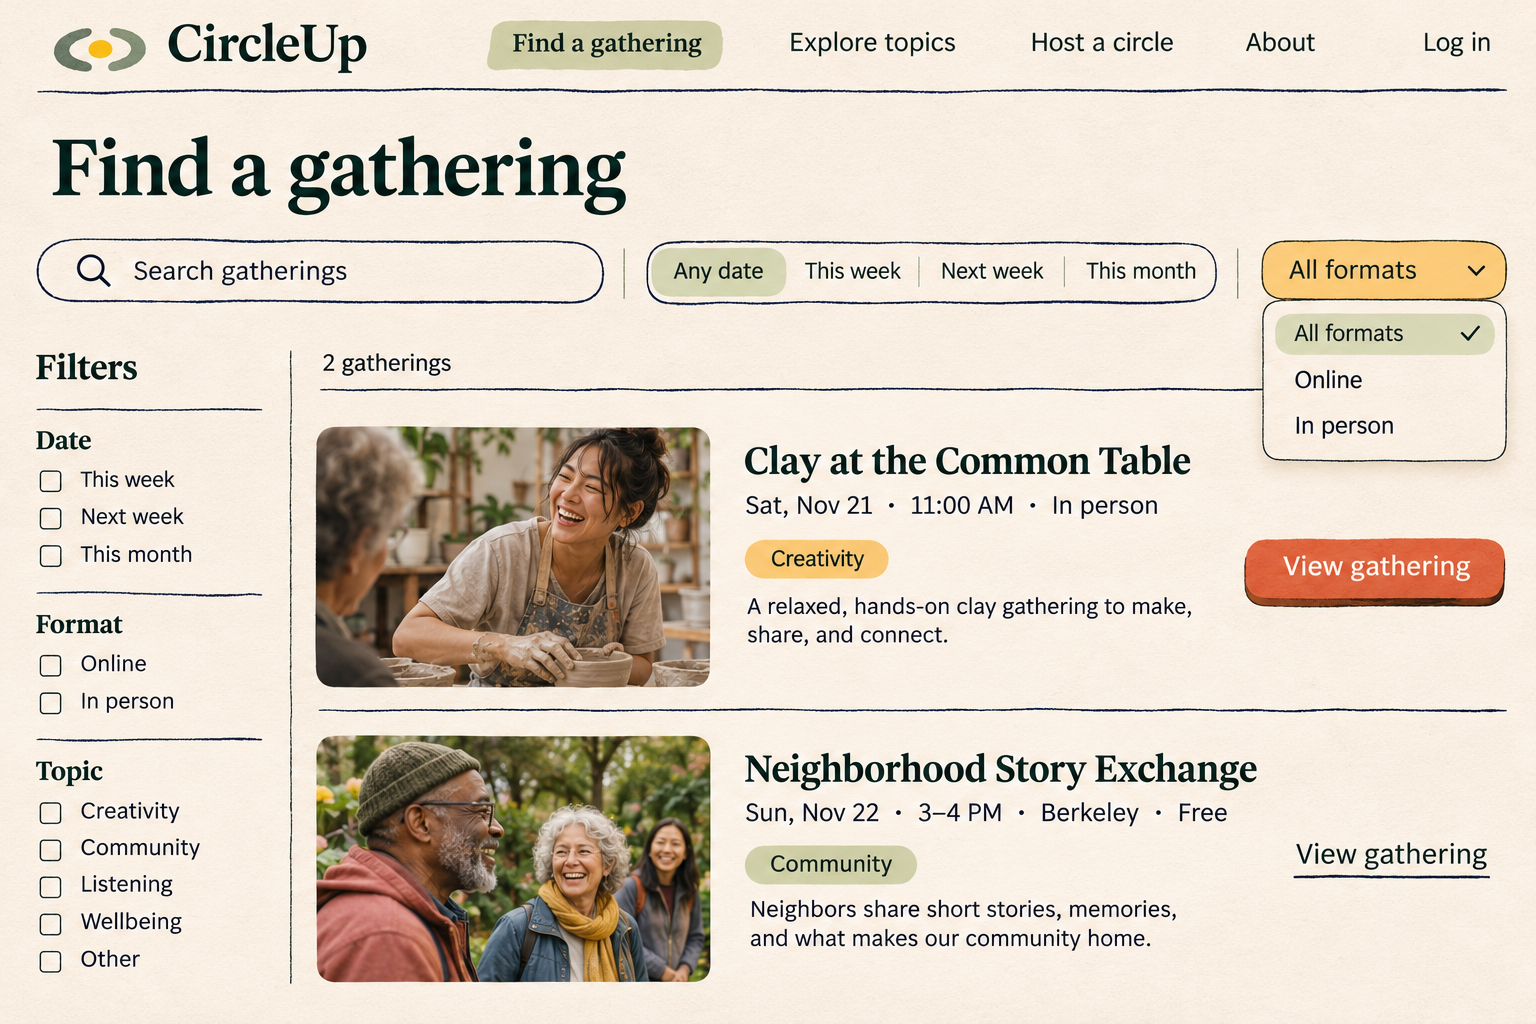 CircleUp
Find a gathering
Explore topics
Host a circle
About
Log in
Find a gathering
Search gatherings
Any date
This week
Next week
This month
All formats
All formats
Online
In person
Filters
Date
This week
Next week
This month
Format
Online
In person
Topic
Creativity
Community
Listening
Wellbeing
Other
2 gatherings
Clay at the Common Table
Sat, Nov 21 • 11:00 AM • In person
Creativity
A relaxed, hands-on clay gathering to make,
share, and connect.
View gathering
Neighborhood Story Exchange
Sun, Nov 22 • 3–4 PM • Berkeley • Free
Community
Neighbors share short stories, memories,
and what makes our community home.
View gathering